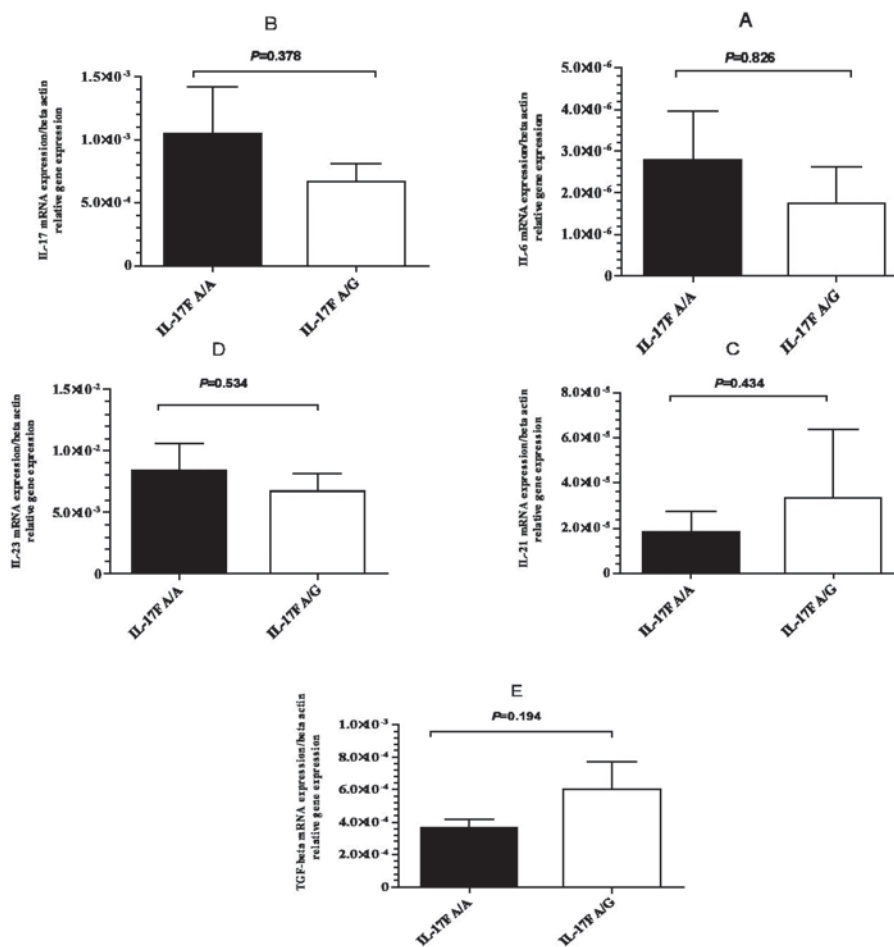 B
P=0.378
IL-17 mRNA expression/beta actin
relative gene expression
1.5×10⁻³
1.0×10⁻³
5.0×10⁻⁴
0
IL-17F A/A
IL-17F A/G
A
P=0.826
IL-6 mRNA expression/beta actin
relative gene expression
5.0×10⁻⁶
4.0×10⁻⁶
3.0×10⁻⁶
2.0×10⁻⁶
1.0×10⁻⁶
0
IL-17F A/A
IL-17F A/G
D
P=0.534
IL-23 mRNA expression/beta actin
relative gene expression
1.5×10⁻²
1.0×10⁻²
5.0×10⁻³
0
IL-17F A/A
IL-17F A/G
C
P=0.434
IL-21 mRNA expression/beta actin
relative gene expression
8.0×10⁻⁵
6.0×10⁻⁵
4.0×10⁻⁵
2.0×10⁻⁵
0
IL-17F A/A
IL-17F A/G
E
P=0.194
TGF-beta mRNA expression/beta actin
relative gene expression
1.0×10⁻³
8.0×10⁻⁴
6.0×10⁻⁴
4.0×10⁻⁴
2.0×10⁻⁴
0
IL-17F A/A
IL-17F A/G